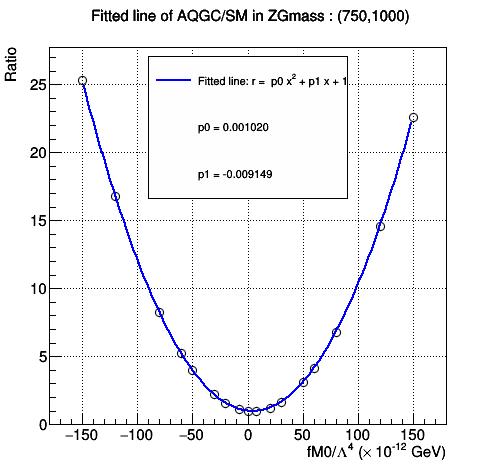 Fitted line of AQGC/SM in ZGmass : (750,1000)
Ratio
Fitted line: r = p0 x² + p1 x + 1
p0 = 0.001020
p1 = -0.009149
25
20
15
10
5
0
−150 −100 −50 0 50 100 150
fM0/Λ⁴ (× 10⁻¹² GeV)